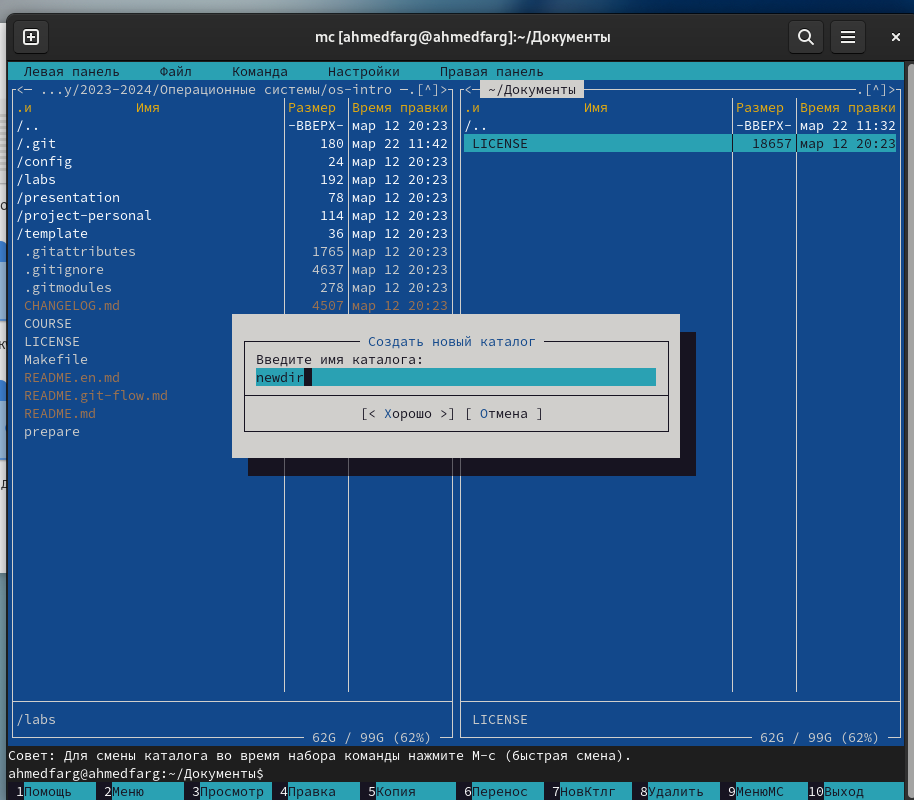 mc [ahmedfarg@ahmedfarg]:~/Документы
Левая панель Файл Команда Настройки Правая панель
<─ ...y/2023-2024/Операционные системы/os-intro ─.[^]>
.и Имя Размер Время правки
/.. -ВВЕРХ- мар 12 20:23
/.git 180 мар 22 11:42
/config 24 мар 12 20:23
/labs 192 мар 12 20:23
/presentation 78 мар 12 20:23
/project-personal 114 мар 12 20:23
/template 36 мар 12 20:23
.gitattributes 1765 мар 12 20:23
.gitignore 4637 мар 12 20:23
.gitmodules 278 мар 12 20:23
CHANGELOG.md 4507 мар 12 20:23
COURSE
LICENSE
Makefile
README.en.md
README.git-flow.md
README.md
prepare
/labs
62G / 99G (62%)
<─ ~/Документы .[^]>
.и Имя Размер Время правки
/.. -ВВЕРХ- мар 22 11:32
LICENSE 18657 мар 12 20:23
LICENSE
62G / 99G (62%)
Создать новый каталог
Введите имя каталога:
newdir
[< Хорошо >] [ Отмена ]
Совет: Для смены каталога во время набора команды нажмите M-c (быстрая смена).
ahmedfarg@ahmedfarg:~/Документы$
1Помощь 2Меню 3Просмотр 4Правка 5Копия 6Перенос 7НовКтлг 8Удалить 9МенюMC 10Выход